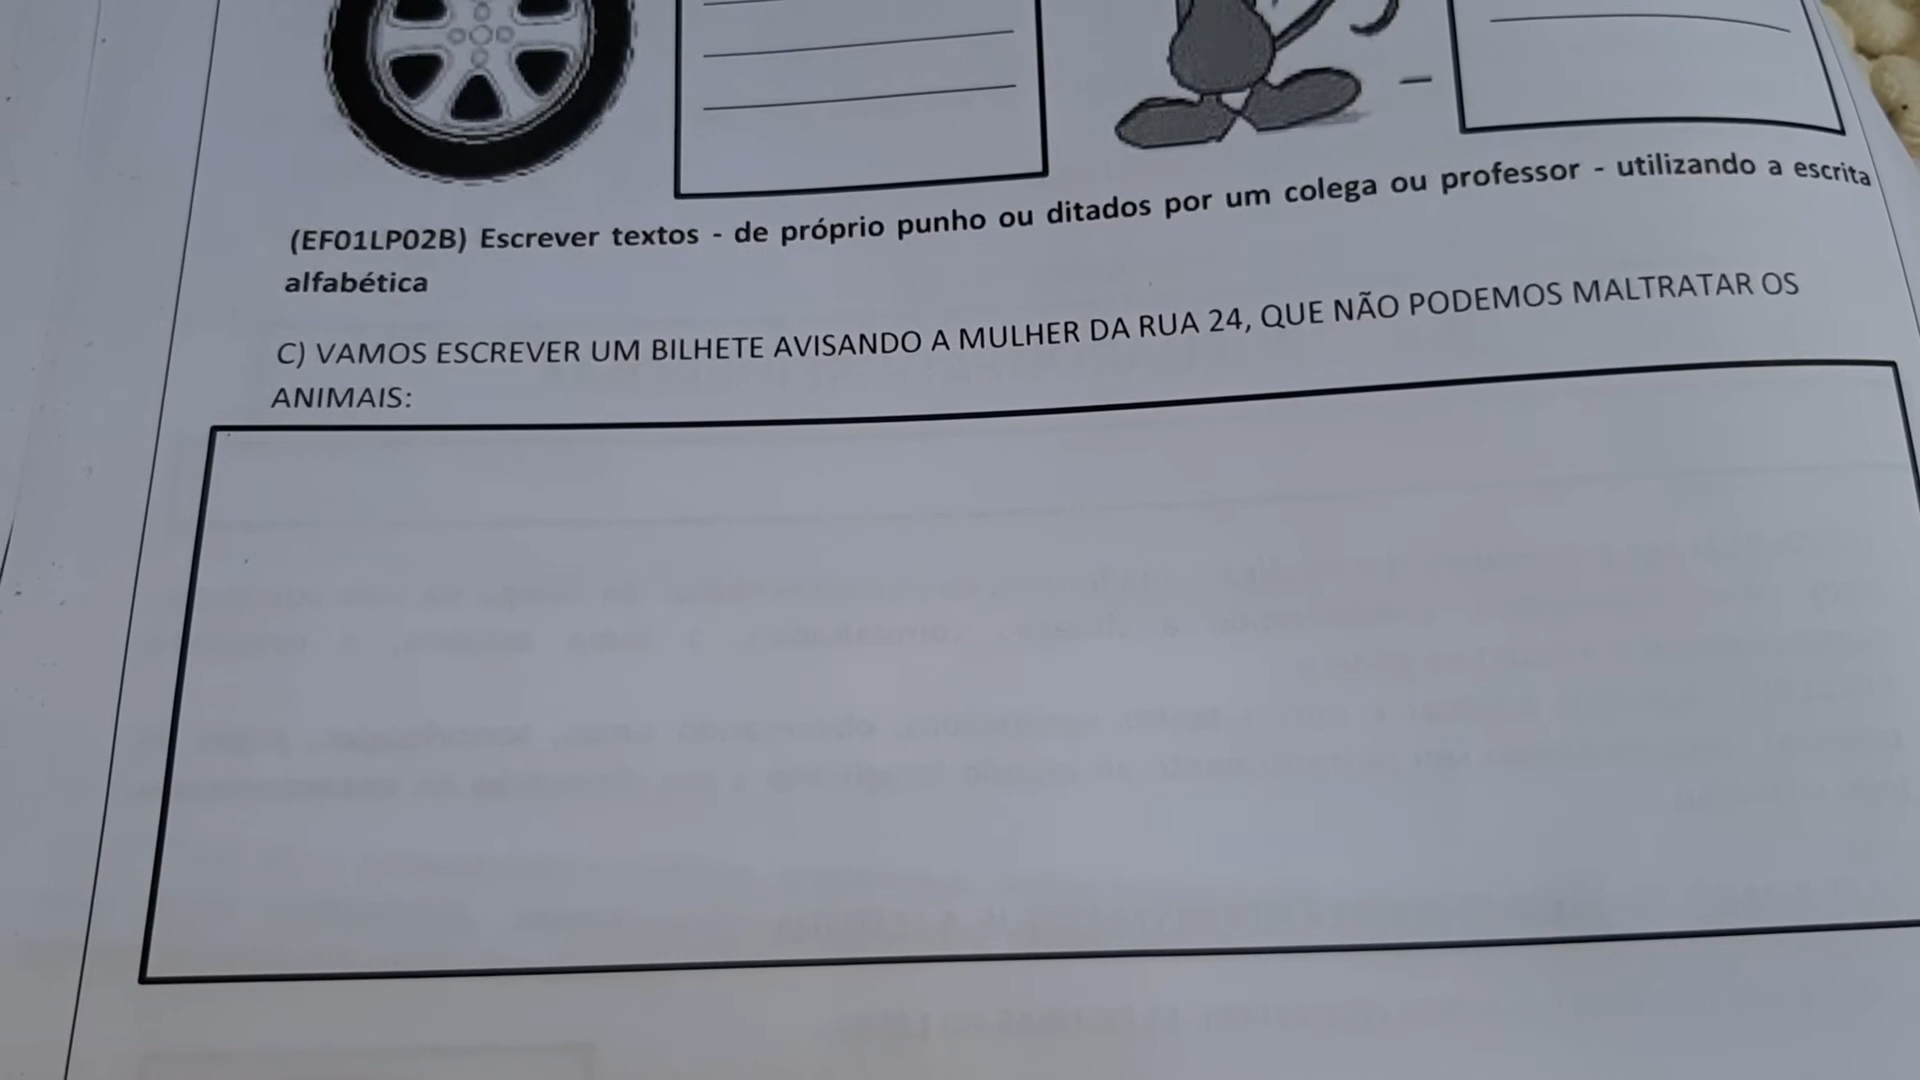 (EF01LP02B) Escrever textos - de próprio punho ou ditados por um colega ou professor - utilizando a escrita
alfabética
C) VAMOS ESCREVER UM BILHETE AVISANDO A MULHER DA RUA 24, QUE NÃO PODEMOS MALTRATAR OS
ANIMAIS: